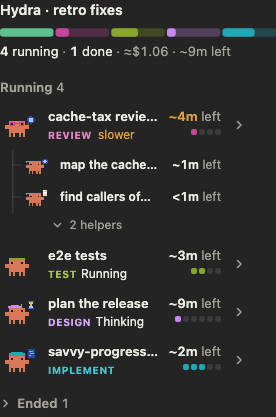 Hydra · retro fixes
4 running · 1 done · ≈$1.06 · ~9m left
Running 4
cache-tax revie... ~4m left
REVIEW slower
map the cache... ~1m left
find callers of... <1m left
2 helpers
e2e tests ~3m left
TEST Running
plan the release ~9m left
DESIGN Thinking
savvy-progress... ~2m left
IMPLEMENT
Ended 1